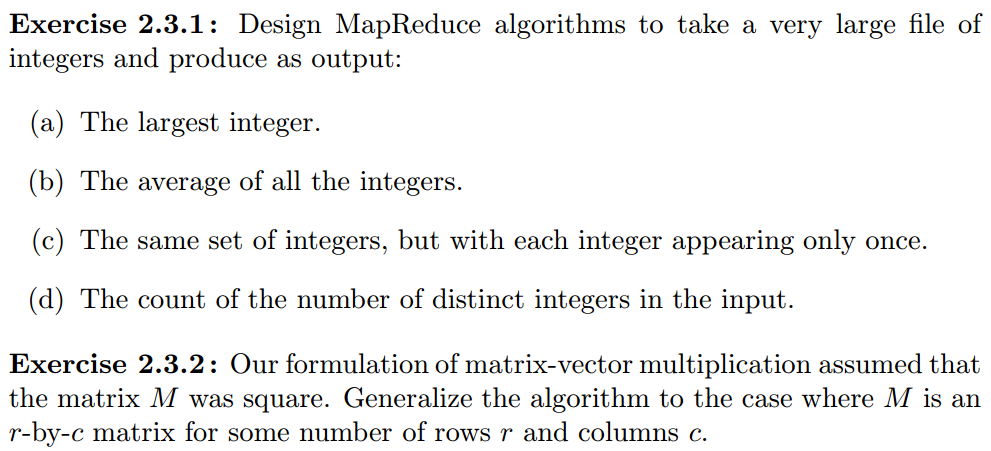 Exercise 2.3.1: Design MapReduce algorithms to take a very large file of
integers and produce as output:
(a) The largest integer.
(b) The average of all the integers.
(c) The same set of integers, but with each integer appearing only once.
(d) The count of the number of distinct integers in the input.
Exercise 2.3.2: Our formulation of matrix-vector multiplication assumed that
the matrix M was square. Generalize the algorithm to the case where M is an
r-by-c matrix for some number of rows r and columns c.